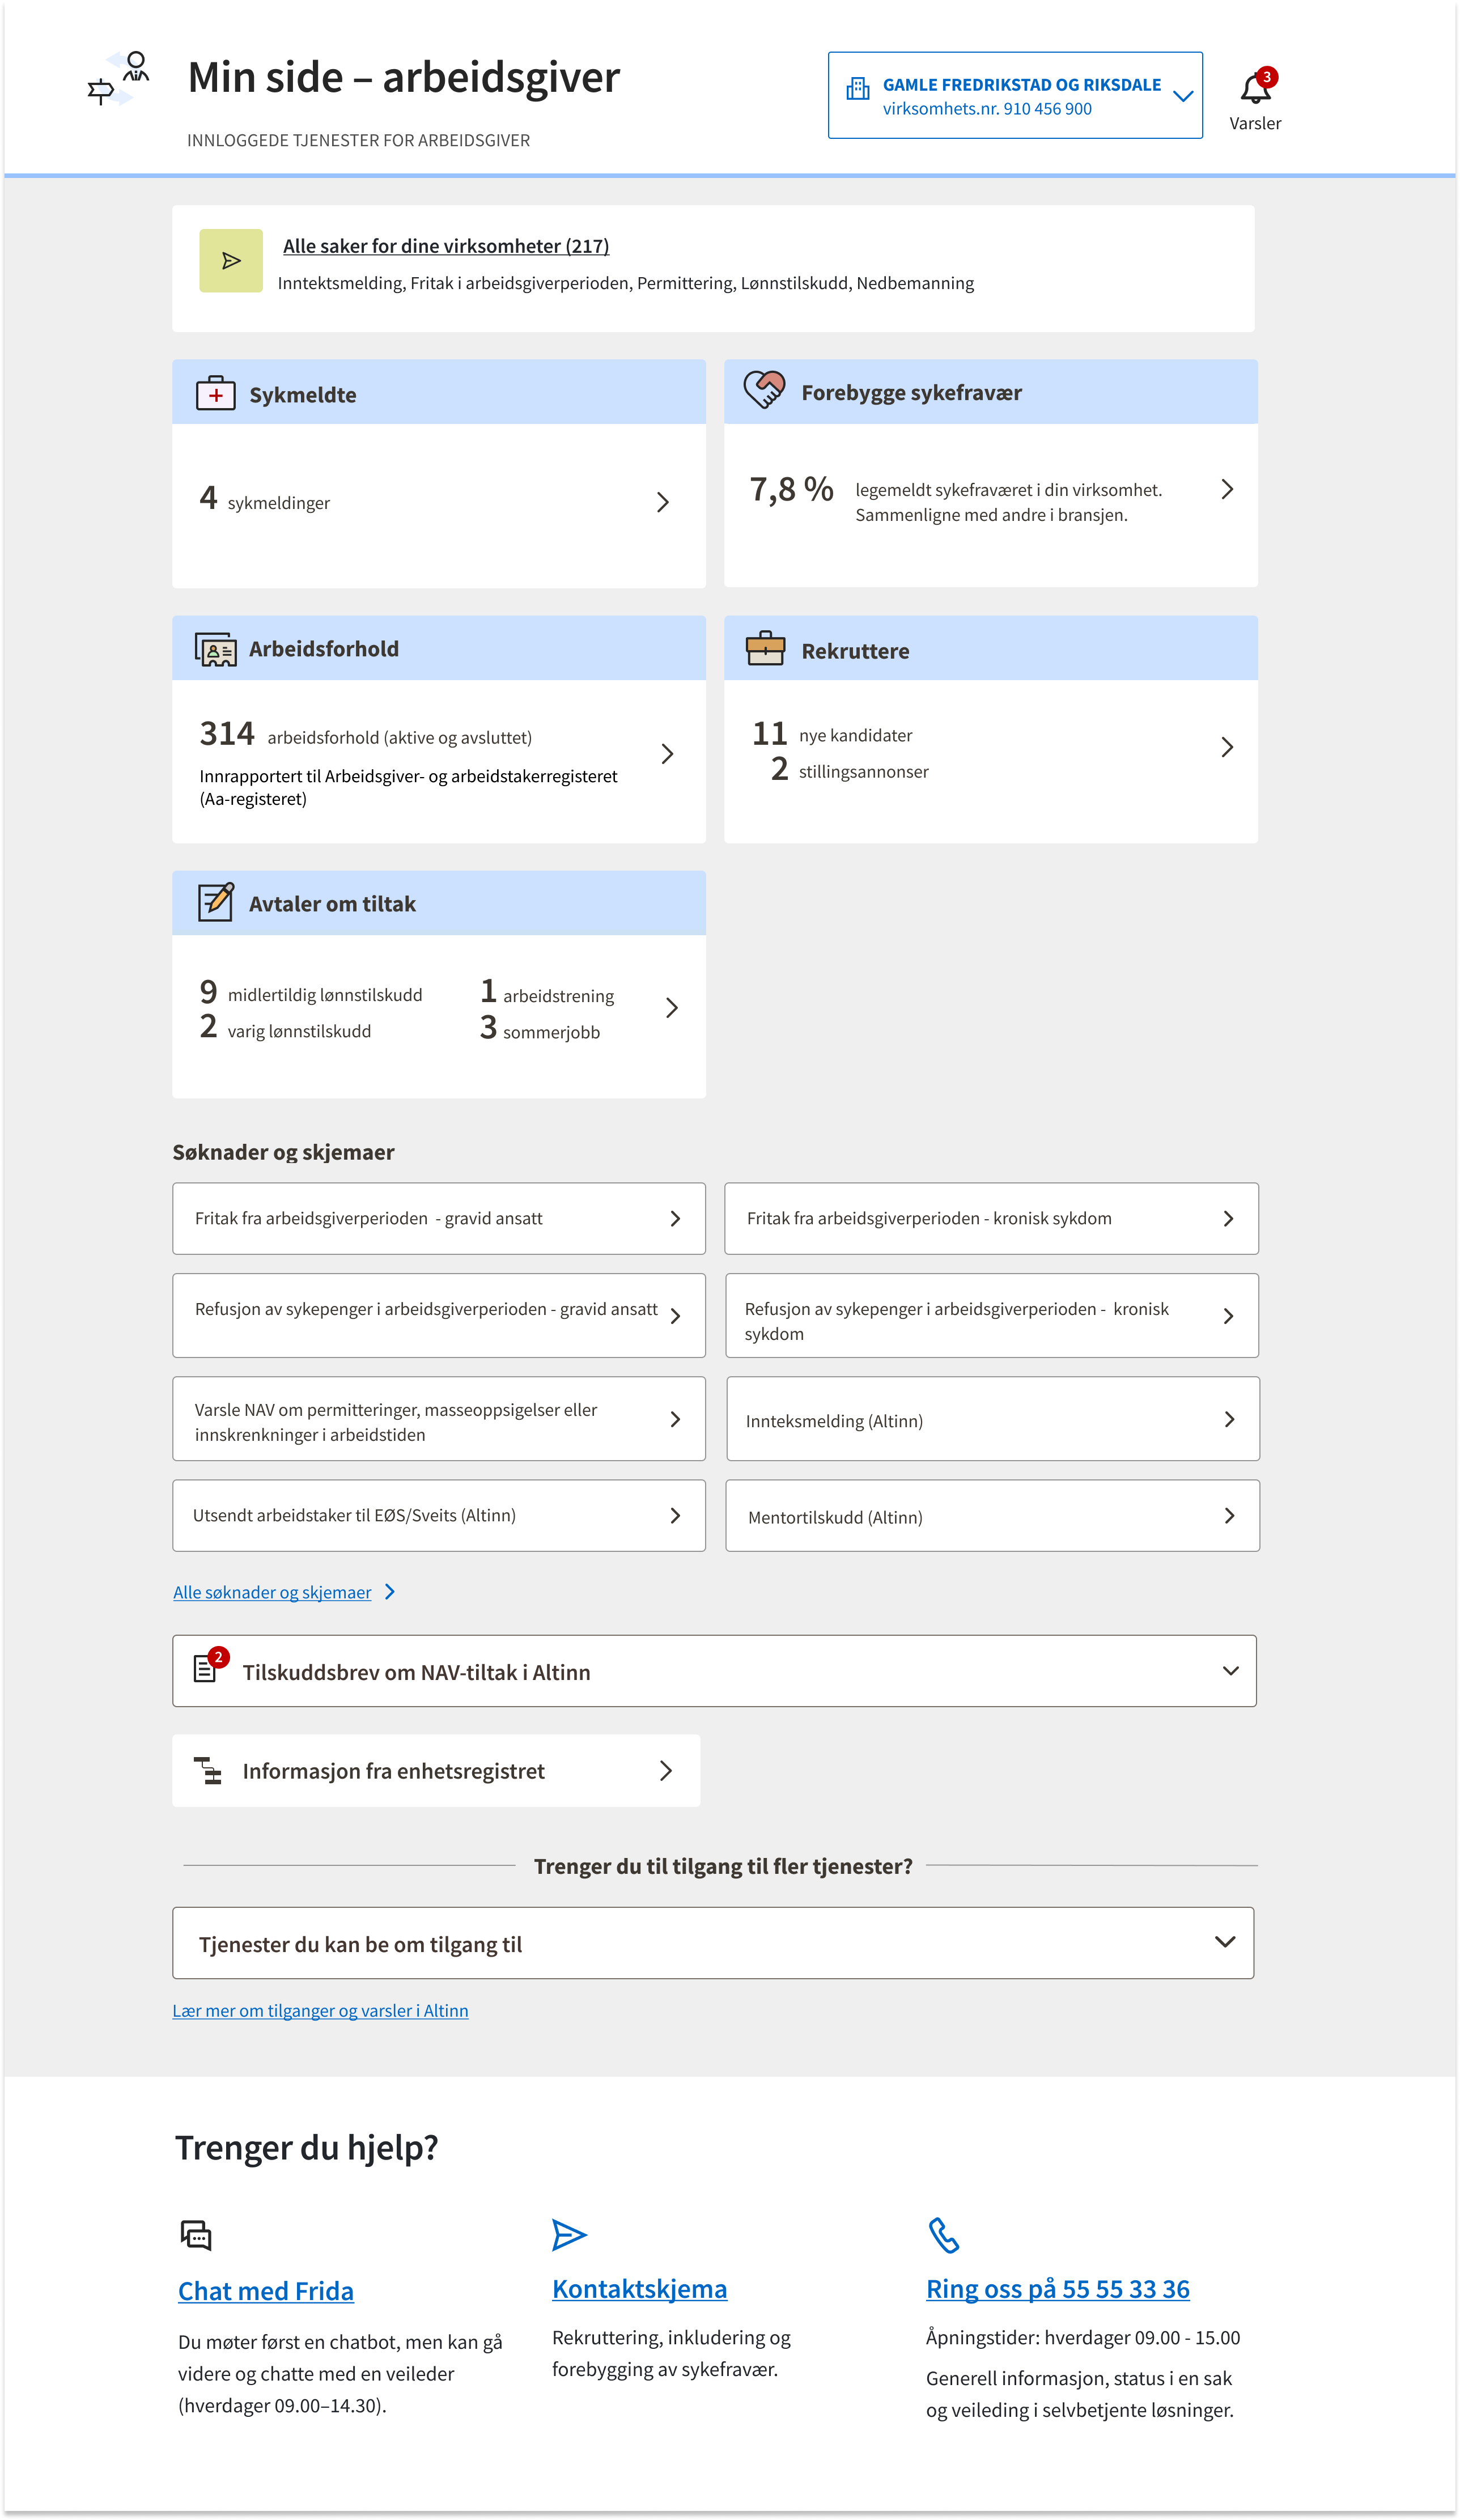 Min side – arbeidsgiver
INNLOGGEDE TJENESTER FOR ARBEIDSGIVER
GAMLE FREDRIKSTAD OG RIKSDALE
virksomhets.nr. 910 456 900
3
Varsler
Alle saker for dine virksomheter (217)
Inntektsmelding, Fritak i arbeidsgiverperioden, Permittering, Lønnstilskudd, Nedbemanning
Sykmeldte
4 sykmeldinger
Forebygge sykefravær
7,8 % legemeldt sykefraværet i din virksomhet.
Sammenligne med andre i bransjen.
Arbeidsforhold
314 arbeidsforhold (aktive og avsluttet)
Innrapportert til Arbeidsgiver- og arbeidstakerregisteret
(Aa-registeret)
Rekruttere
11 nye kandidater
2 stillingsannonser
Avtaler om tiltak
9 midlertildig lønnstilskudd
2 varig lønnstilskudd
1 arbeidstrening
3 sommerjobb
Søknader og skjemaer
Fritak fra arbeidsgiverperioden - gravid ansatt
Fritak fra arbeidsgiverperioden - kronisk sykdom
Refusjon av sykepenger i arbeidsgiverperioden - gravid ansatt
Refusjon av sykepenger i arbeidsgiverperioden - kronisk
sykdom
Varsle NAV om permitteringer, masseoppsigelser eller
innskrenkninger i arbeidstiden
Innteksmelding (Altinn)
Utsendt arbeidstaker til EØS/Sveits (Altinn)
Mentortilskudd (Altinn)
Alle søknader og skjemaer
2
Tilskuddsbrev om NAV-tiltak i Altinn
Informasjon fra enhetsregistret
Trenger du til tilgang til fler tjenester?
Tjenester du kan be om tilgang til
Lær mer om tilganger og varsler i Altinn
Trenger du hjelp?
Chat med Frida
Du møter først en chatbot, men kan gå
videre og chatte med en veileder
(hverdager 09.00–14.30).
Kontaktskjema
Rekruttering, inkludering og
forebygging av sykefravær.
Ring oss på 55 55 33 36
Åpningstider: hverdager 09.00 - 15.00
Generell informasjon, status i en sak
og veileding i selvbetjente løsninger.